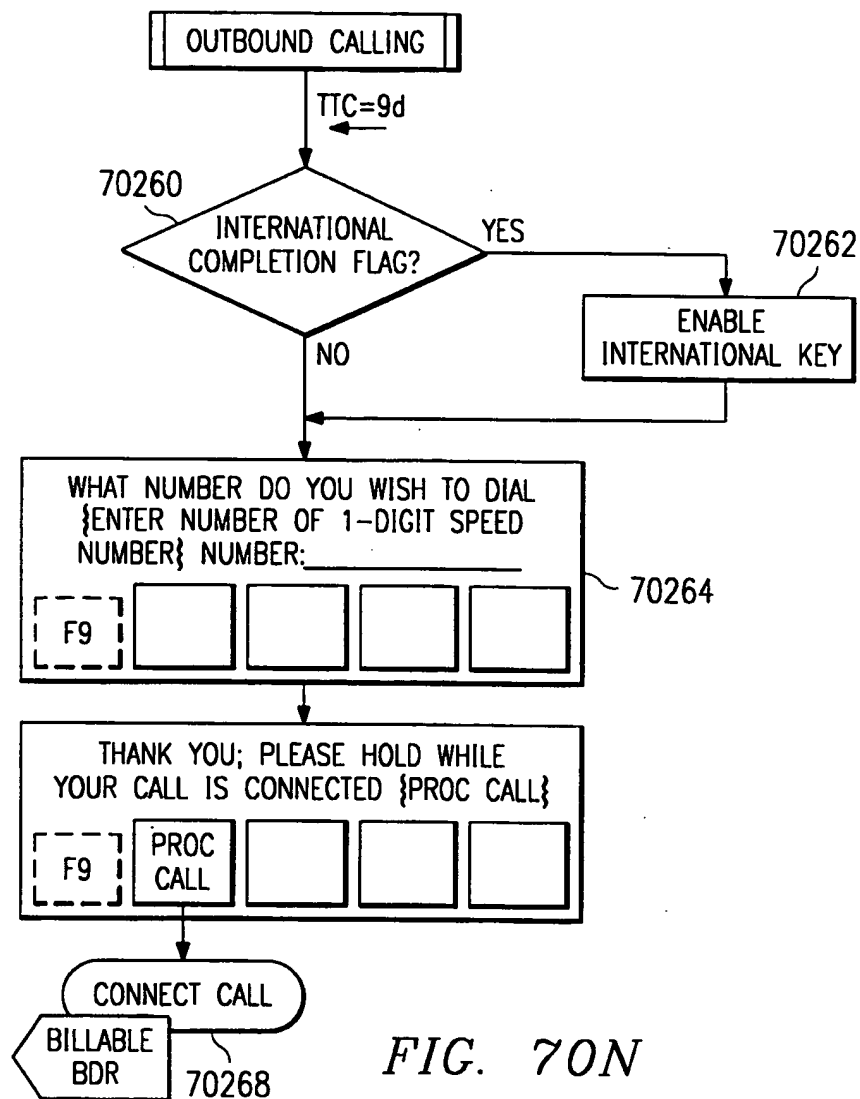 OUTBOUND CALLING
TTC=9d
70260
INTERNATIONAL
COMPLETION FLAG?
YES
70262
ENABLE
INTERNATIONAL KEY
NO
WHAT NUMBER DO YOU WISH TO DIAL
{ENTER NUMBER OF 1-DIGIT SPEED
NUMBER} NUMBER:
70264
F9
THANK YOU; PLEASE HOLD WHILE
YOUR CALL IS CONNECTED {PROC CALL}
F9
PROC
CALL
CONNECT CALL
BILLABLE
BDR
70268
FIG. 70N